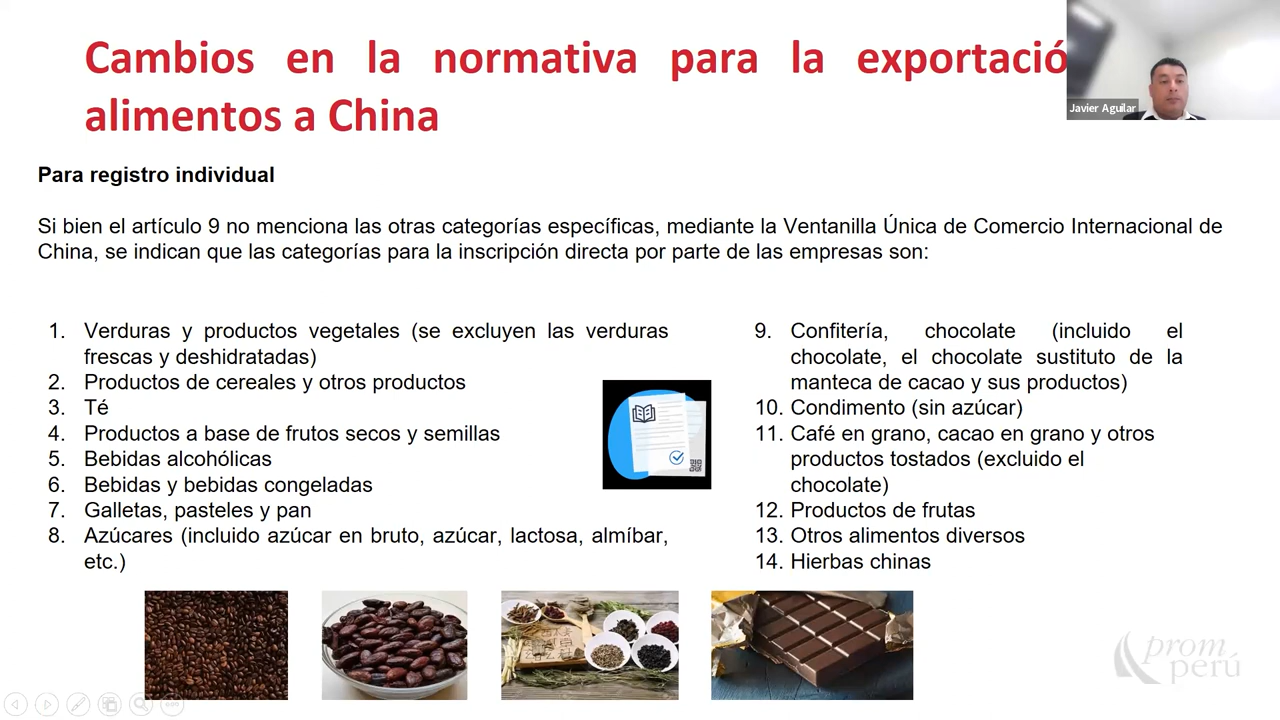 Cambios en la normativa para la exportació
alimentos a China
Javier Aguilar
Para registro individual
Si bien el artículo 9 no menciona las otras categorías específicas, mediante la Ventanilla Única de Comercio Internacional de
China, se indican que las categorías para la inscripción directa por parte de las empresas son:
1. Verduras y productos vegetales (se excluyen las verduras
frescas y deshidratadas)
2. Productos de cereales y otros productos
3. Té
4. Productos a base de frutos secos y semillas
5. Bebidas alcohólicas
6. Bebidas y bebidas congeladas
7. Galletas, pasteles y pan
8. Azúcares (incluido azúcar en bruto, azúcar, lactosa, almíbar,
etc.)
9. Confitería, chocolate (incluido el
chocolate, el chocolate sustituto de la
manteca de cacao y sus productos)
10. Condimento (sin azúcar)
11. Café en grano, cacao en grano y otros
productos tostados (excluido el
chocolate)
12. Productos de frutas
13. Otros alimentos diversos
14. Hierbas chinas
prom
perú